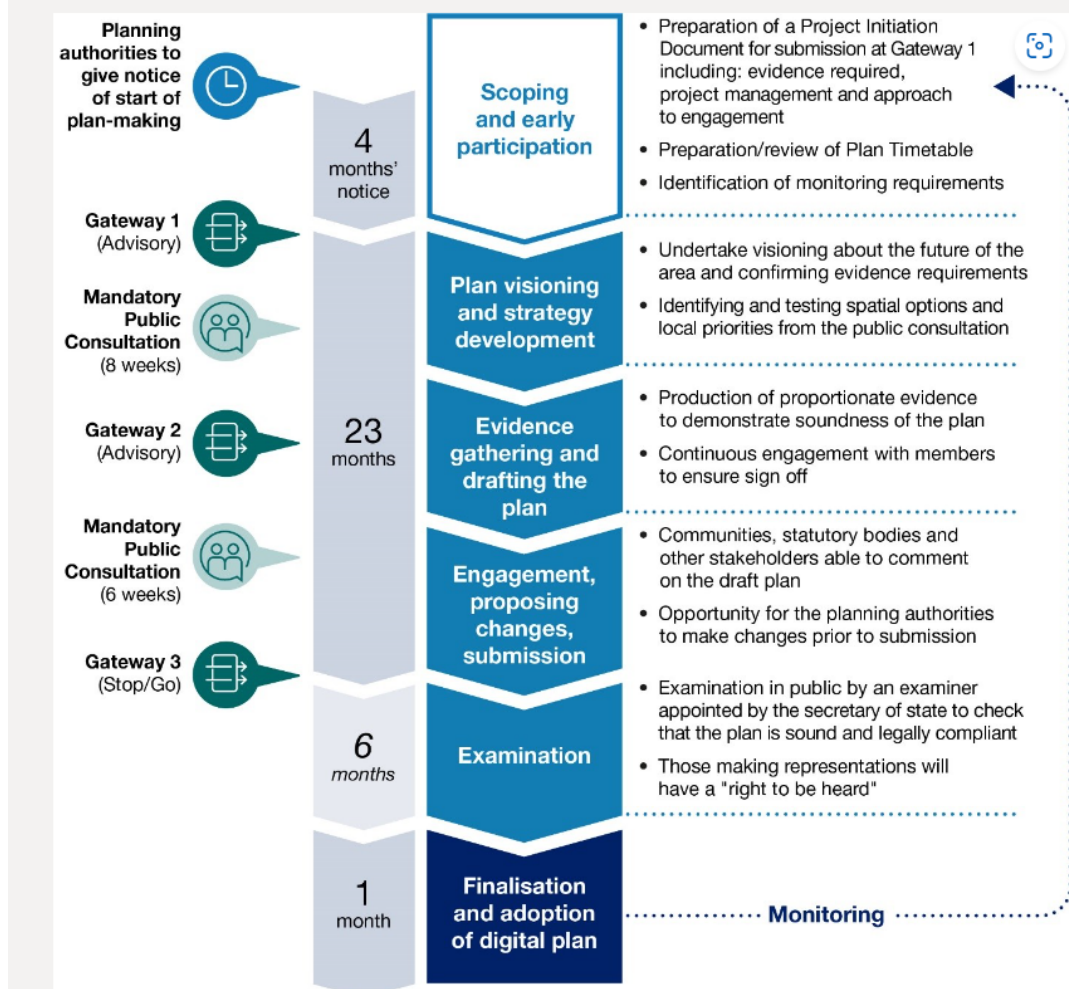 Planning
authorities to
give notice
of start of
plan-making
4
months'
notice
Scoping
and early
participation
• Preparation of a Project Initiation
Document for submission at Gateway 1
including: evidence required,
project management and approach
to engagement
• Preparation/review of Plan Timetable
• Identification of monitoring requirements
Gateway 1
(Advisory)
Mandatory
Public
Consultation
(8 weeks)
Plan visioning
and strategy
development
• Undertake visioning about the future of the
area and confirming evidence requirements
• Identifying and testing spatial options and
local priorities from the public consultation
Gateway 2
(Advisory)
23
months
Evidence
gathering and
drafting the
plan
• Production of proportionate evidence
to demonstrate soundness of the plan
• Continuous engagement with members
to ensure sign off
Mandatory
Public
Consultation
(6 weeks)
Engagement,
proposing
changes,
submission
• Communities, statutory bodies and
other stakeholders able to comment
on the draft plan
• Opportunity for the planning authorities
to make changes prior to submission
Gateway 3
(Stop/Go)
6
months
Examination
• Examination in public by an examiner
appointed by the secretary of state to check
that the plan is sound and legally compliant
• Those making representations will
have a "right to be heard"
1
month
Finalisation
and adoption
of digital plan
Monitoring